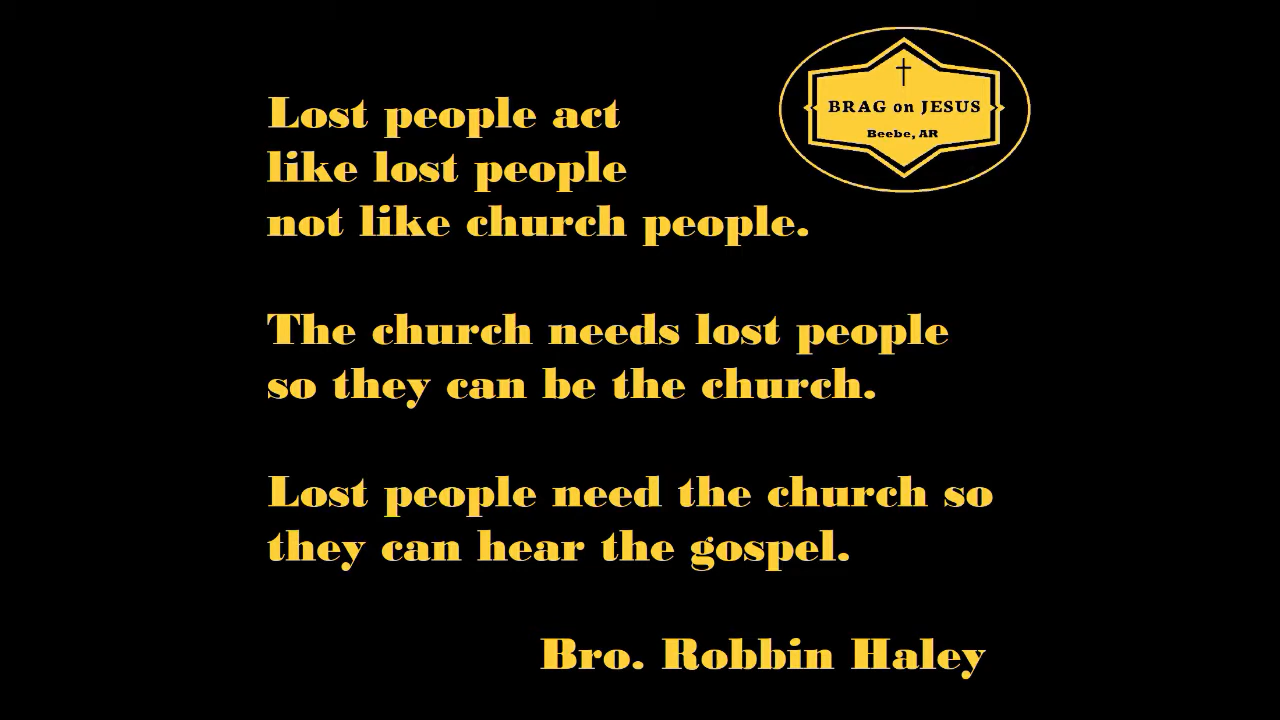 BRAG on JESUS
Beebe, AR
Lost people act
like lost people
not like church people.
The church needs lost people
so they can be the church.
Lost people need the church so
they can hear the gospel.
Bro. Robbin Haley